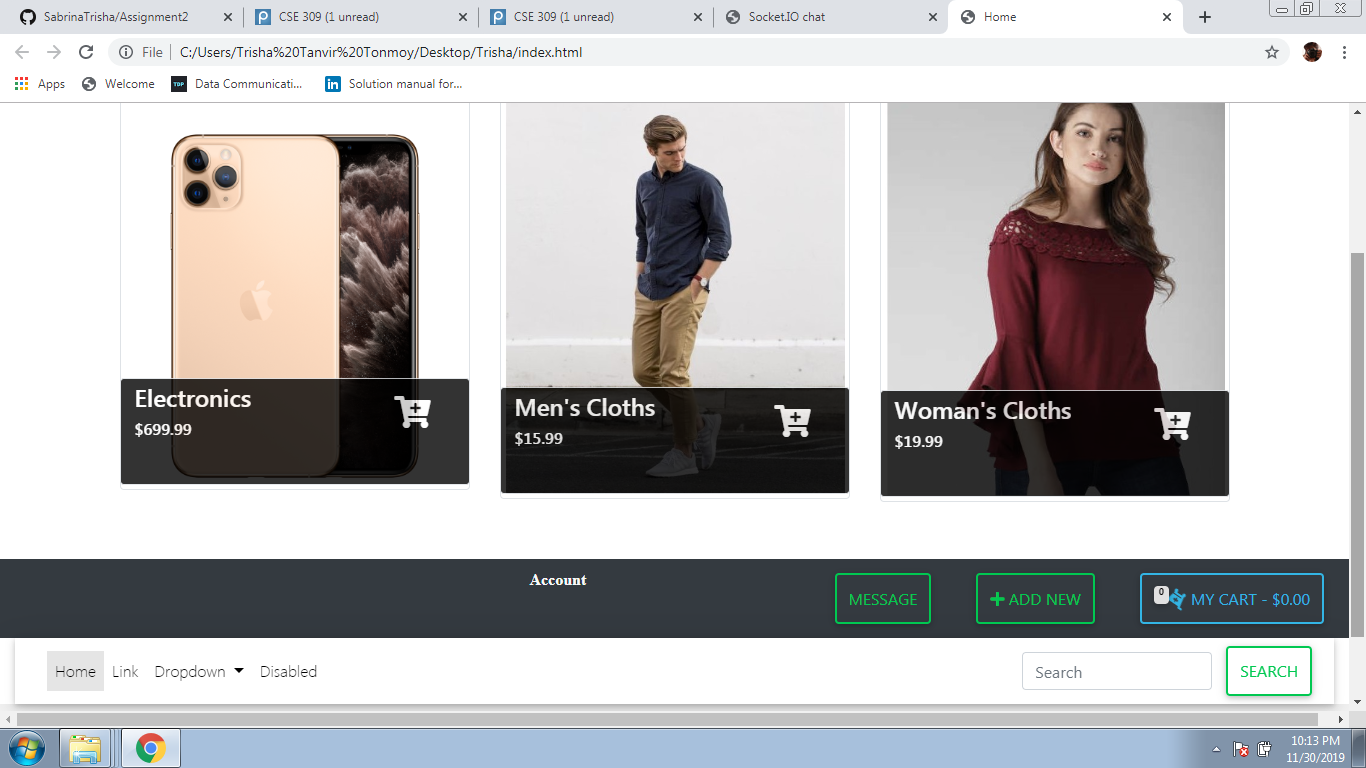 SabrinaTrisha/Assignment2
CSE 309 (1 unread)
CSE 309 (1 unread)
Socket.IO chat
Home
File
C:/Users/Trisha%20Tanvir%20Tonmoy/Desktop/Trisha/index.html
Apps
Welcome
TDP
Data Communicati...
in
Solution manual for...
Electronics
$699.99
Men's Cloths
$15.99
Woman's Cloths
$19.99
Account
MESSAGE
ADD NEW
0 MY CART - $0.00
Home
Link
Dropdown
Disabled
Search
SEARCH
10:13 PM
11/30/2019